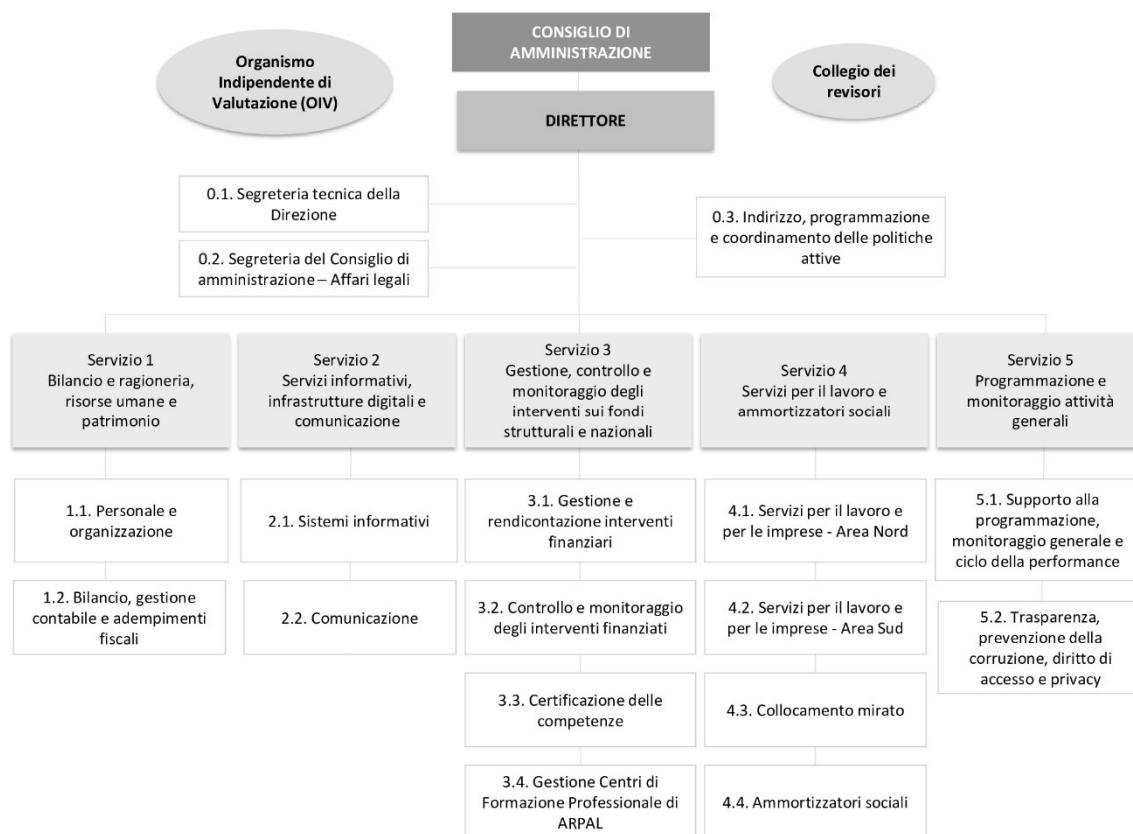 CONSIGLIO DI
AMMINISTRAZIONE
Organismo
Indipendente di
Valutazione (OIV)
Collegio dei
revisori
DIRETTORE
0.1. Segreteria tecnica della
Direzione
0.2. Segreteria del Consiglio di
amministrazione – Affari legali
0.3. Indirizzo, programmazione
e coordinamento delle politiche
attive
Servizio 1
Bilancio e ragioneria,
risorse umane e
patrimonio
Servizio 2
Servizi informativi,
infrastrutture digitali e
comunicazione
Servizio 3
Gestione, controllo e
monitoraggio degli
interventi sui fondi
strutturali e nazionali
Servizio 4
Servizi per il lavoro e
ammortizzatori sociali
Servizio 5
Programmazione e
monitoraggio attività
generali
1.1. Personale e
organizzazione
2.1. Sistemi informativi
3.1. Gestione e
rendicontazione interventi
finanziari
4.1. Servizi per il lavoro e
per le imprese - Area Nord
5.1. Supporto alla
programmazione,
monitoraggio generale e
ciclo della performance
1.2. Bilancio, gestione
contabile e adempimenti
fiscali
2.2. Comunicazione
3.2. Controllo e monitoraggio
degli interventi finanziati
4.2. Servizi per il lavoro e
per le imprese - Area Sud
5.2. Trasparenza,
prevenzione della
corruzione, diritto di
accesso e privacy
3.3. Certificazione delle
competenze
4.3. Collocamento mirato
3.4. Gestione Centri di
Formazione Professionale di
ARPAL
4.4. Ammortizzatori sociali